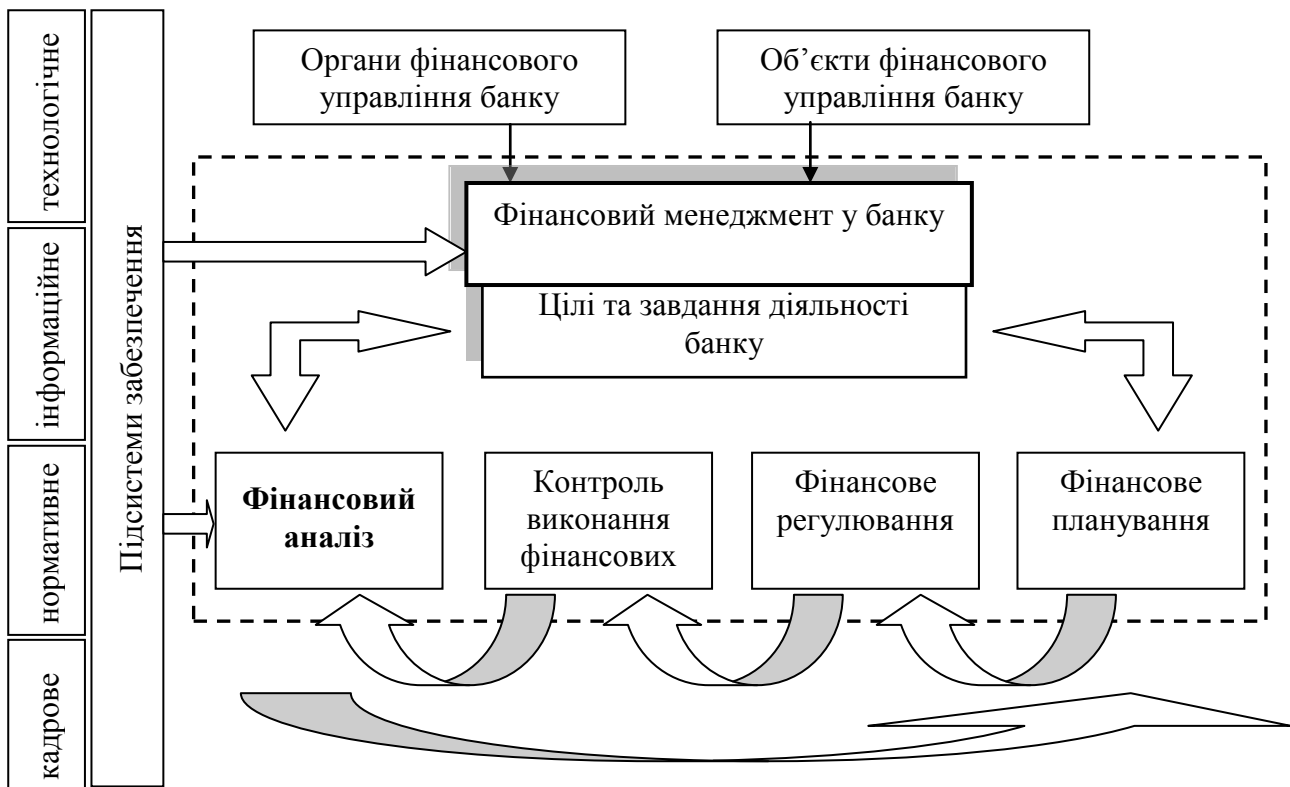 технологічне
інформаційне
нормативне
кадрове
Підсистеми забезпечення
Органи фінансового
управління банку
Об’єкти фінансового
управління банку
Фінансовий менеджмент у банку
Цілі та завдання діяльності
банку
Фінансовий
аналіз
Контроль
виконання
фінансових
Фінансове
регулювання
Фінансове
планування